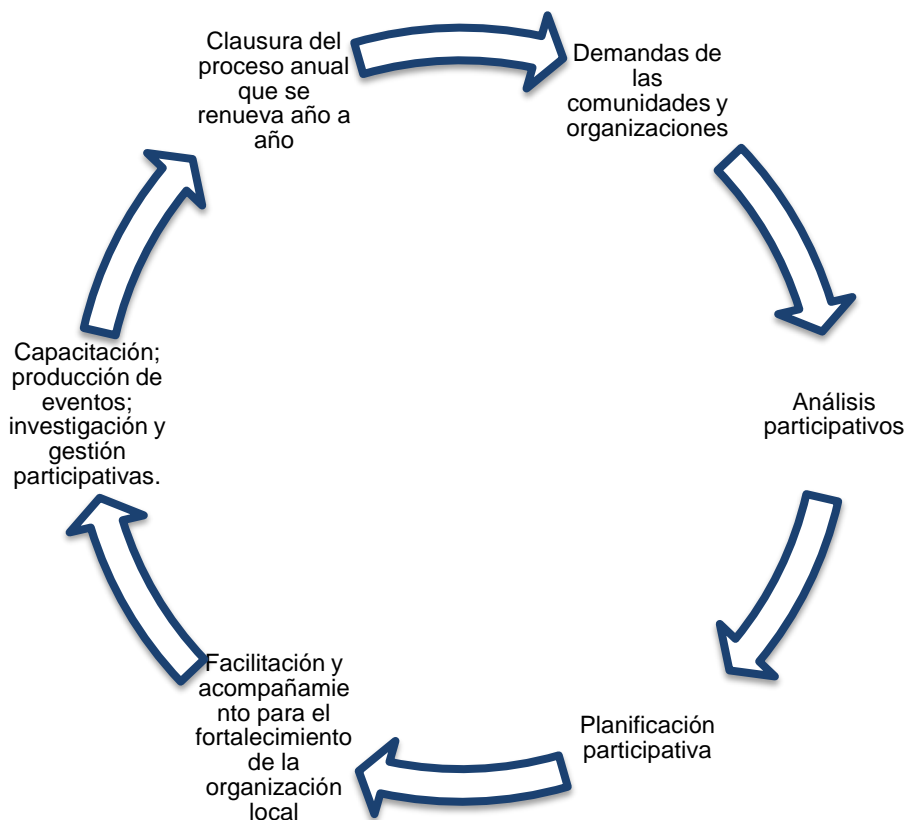 Clausura del
proceso anual
que se
renueva año a
año
Demandas de
las
comunidades y
organizaciones
Análisis
participativos
Planificación
participativa
Facilitación y
acompañamie
nto para el
fortalecimiento
de la
organización
local
Capacitación;
producción de
eventos;
investigación y
gestión
participativas.